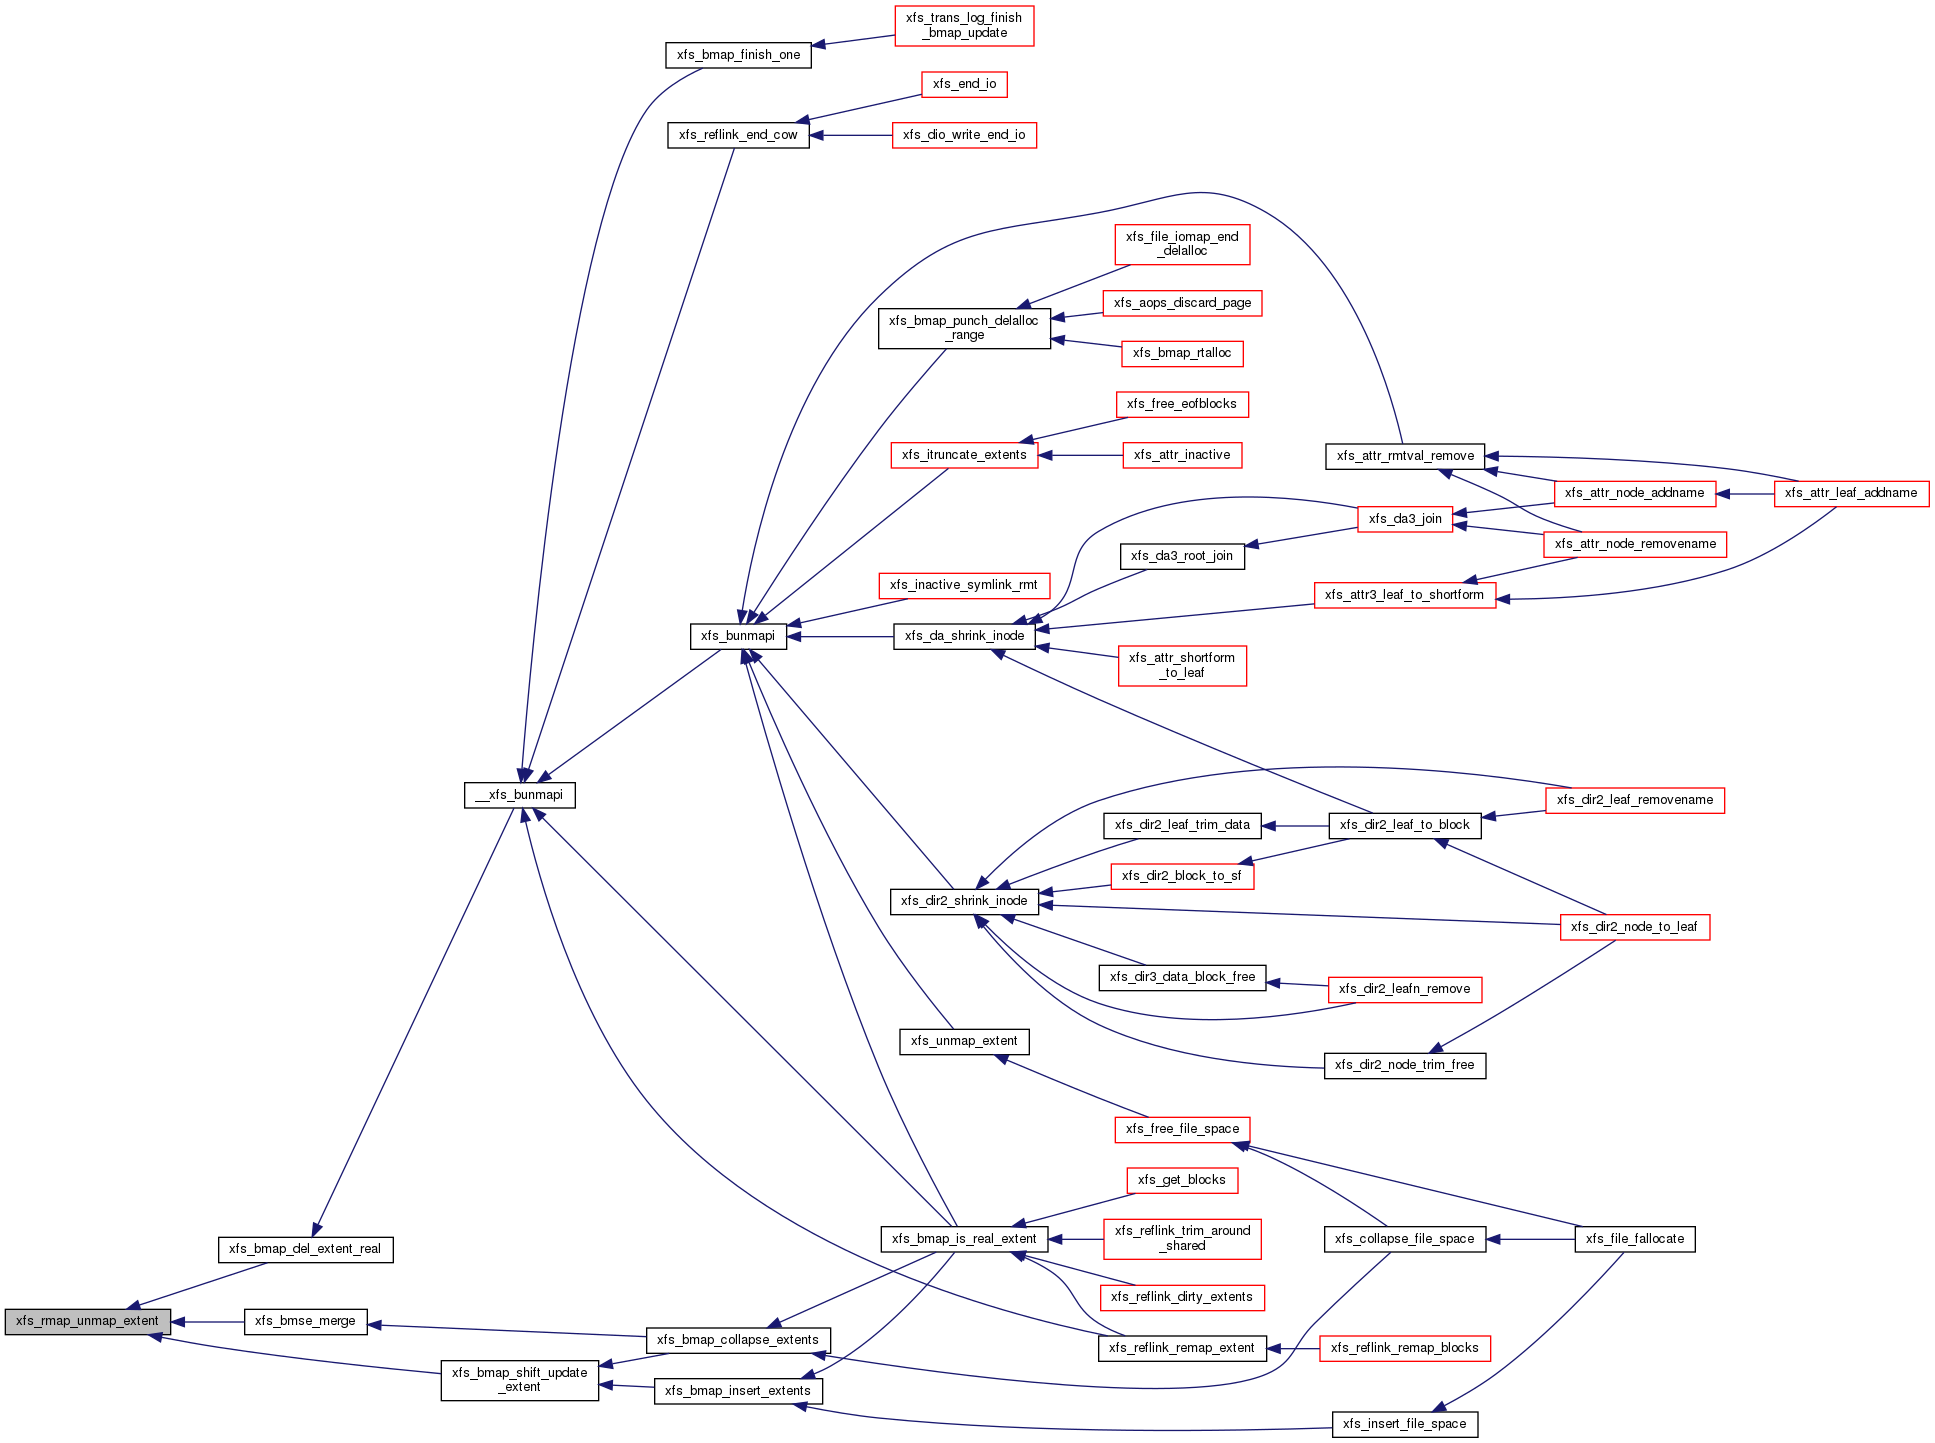 xfs_trans_log_finish
_bmap_update
xfs_bmap_finish_one
xfs_end_io
xfs_reflink_end_cow
xfs_dio_write_end_io
xfs_file_iomap_end
_delalloc
xfs_aops_discard_page
xfs_bmap_punch_delalloc
_range
xfs_bmap_rtalloc
xfs_free_eofblocks
xfs_itruncate_extents
xfs_attr_inactive
xfs_attr_rmtval_remove
xfs_attr_node_addname
xfs_attr_leaf_addname
xfs_da3_join
xfs_attr_node_removename
xfs_da3_root_join
xfs_inactive_symlink_rmt
xfs_attr3_leaf_to_shortform
xfs_bunmapi
xfs_da_shrink_inode
xfs_attr_shortform
_to_leaf
__xfs_bunmapi
xfs_dir2_leaf_removename
xfs_dir2_leaf_trim_data
xfs_dir2_leaf_to_block
xfs_dir2_block_to_sf
xfs_dir2_shrink_inode
xfs_dir2_node_to_leaf
xfs_dir3_data_block_free
xfs_dir2_leafn_remove
xfs_unmap_extent
xfs_dir2_node_trim_free
xfs_free_file_space
xfs_get_blocks
xfs_reflink_trim_around
_shared
xfs_bmap_is_real_extent
xfs_collapse_file_space
xfs_file_fallocate
xfs_bmap_del_extent_real
xfs_reflink_dirty_extents
xfs_rmap_unmap_extent
xfs_bmse_merge
xfs_bmap_collapse_extents
xfs_reflink_remap_extent
xfs_reflink_remap_blocks
xfs_bmap_shift_update
_extent
xfs_bmap_insert_extents
xfs_insert_file_space